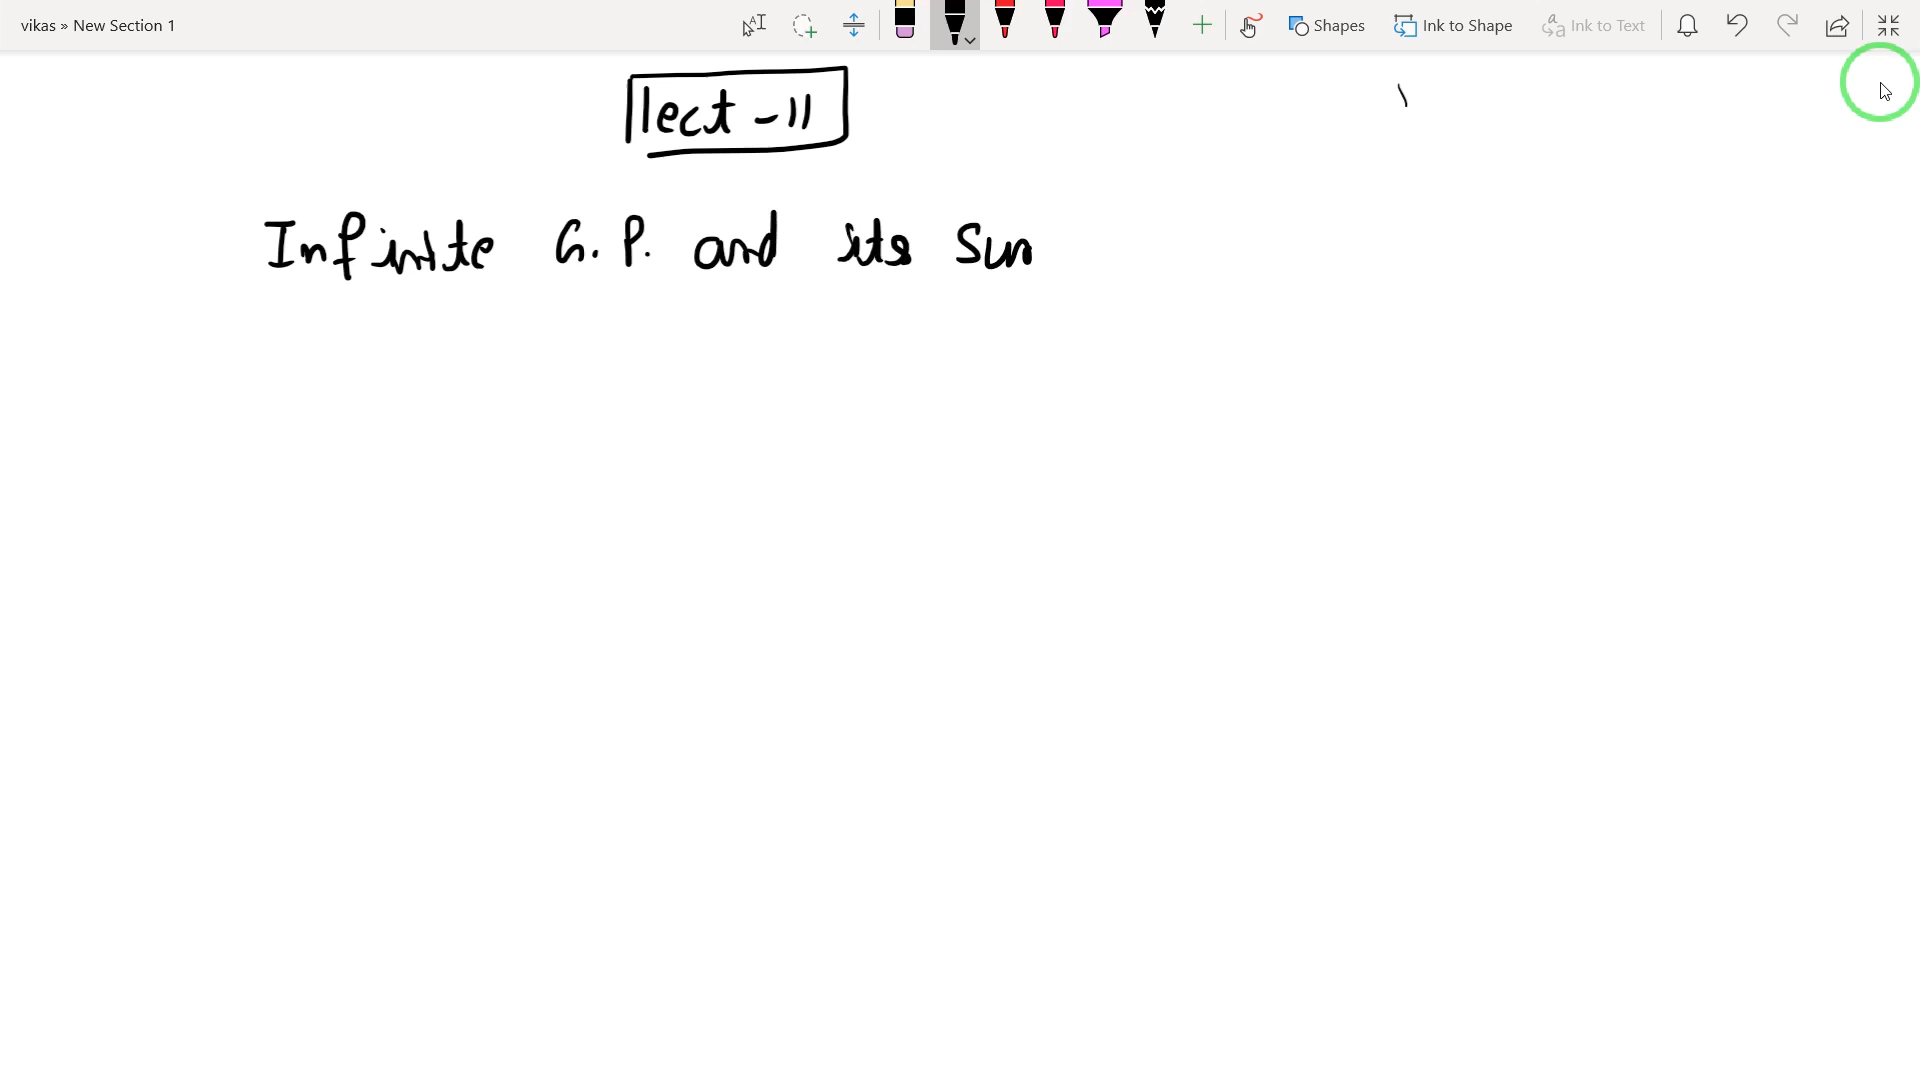 vikas » New Section 1 Shapes Ink to Shape Ink to Text
lect - 11
Infinite G.P. and its Sum